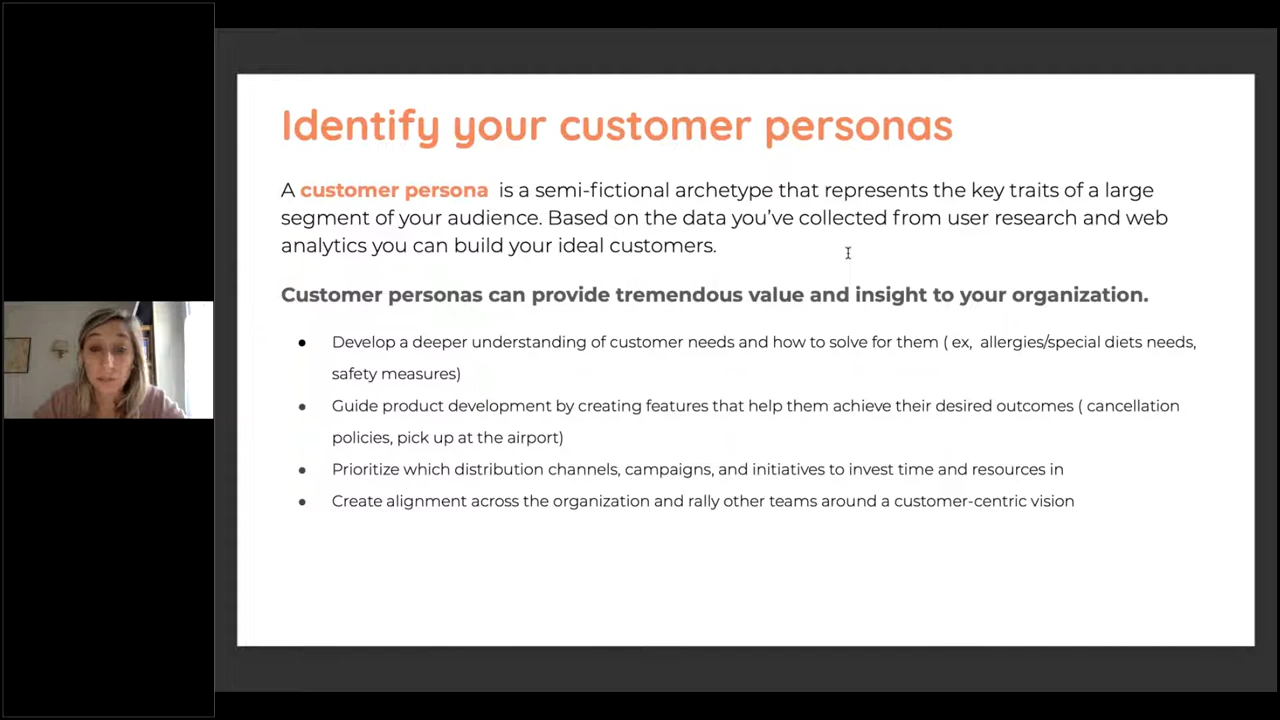 Identify your customer personas
A customer persona is a semi-fictional archetype that represents the key traits of a large
segment of your audience. Based on the data you’ve collected from user research and web
analytics you can build your ideal customers.
Customer personas can provide tremendous value and insight to your organization.
● Develop a deeper understanding of customer needs and how to solve for them ( ex, allergies/special diets needs,
safety measures)
● Guide product development by creating features that help them achieve their desired outcomes ( cancellation
policies, pick up at the airport)
● Prioritize which distribution channels, campaigns, and initiatives to invest time and resources in
● Create alignment across the organization and rally other teams around a customer-centric vision